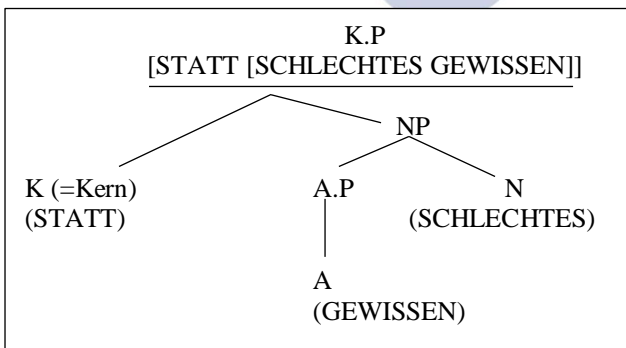 K.P
[STATT [SCHLECHTES GEWISSEN]]
NP
K (=Kern) A.P N
(STATT) (SCHLECHTES)
A
(GEWISSEN)